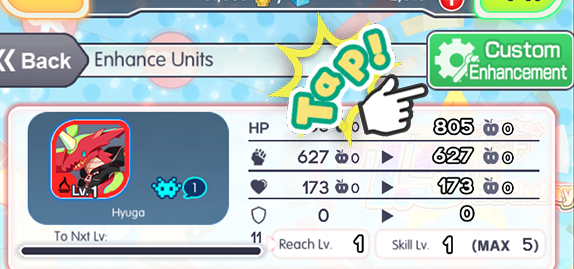 Back
Enhance Units
Tap!
Custom
Enhancement
HP 0 ▶ 805 0
627 0 ▶ 627 0
173 0 ▶ 173 0
0 ▶ 0
Lv.1
1
Hyuga
To Nxt Lv: 11
Reach Lv. 1 Skill Lv. 1 (MAX 5)